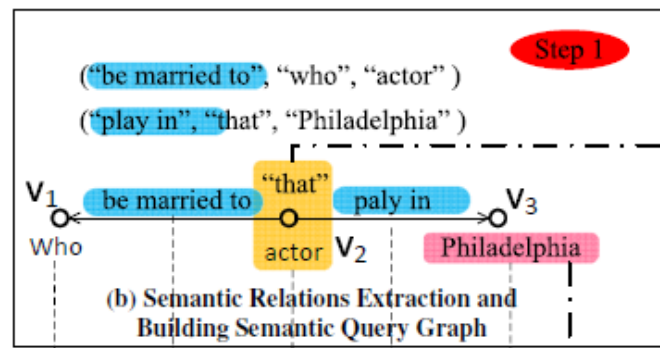 Step 1
(“be married to”, “who”, “actor” )
(“play in”, “that”, “Philadelphia” )
“that”
V1 be married to paly in V3
Who actor V2 Philadelphia
(b) Semantic Relations Extraction and
Building Semantic Query Graph